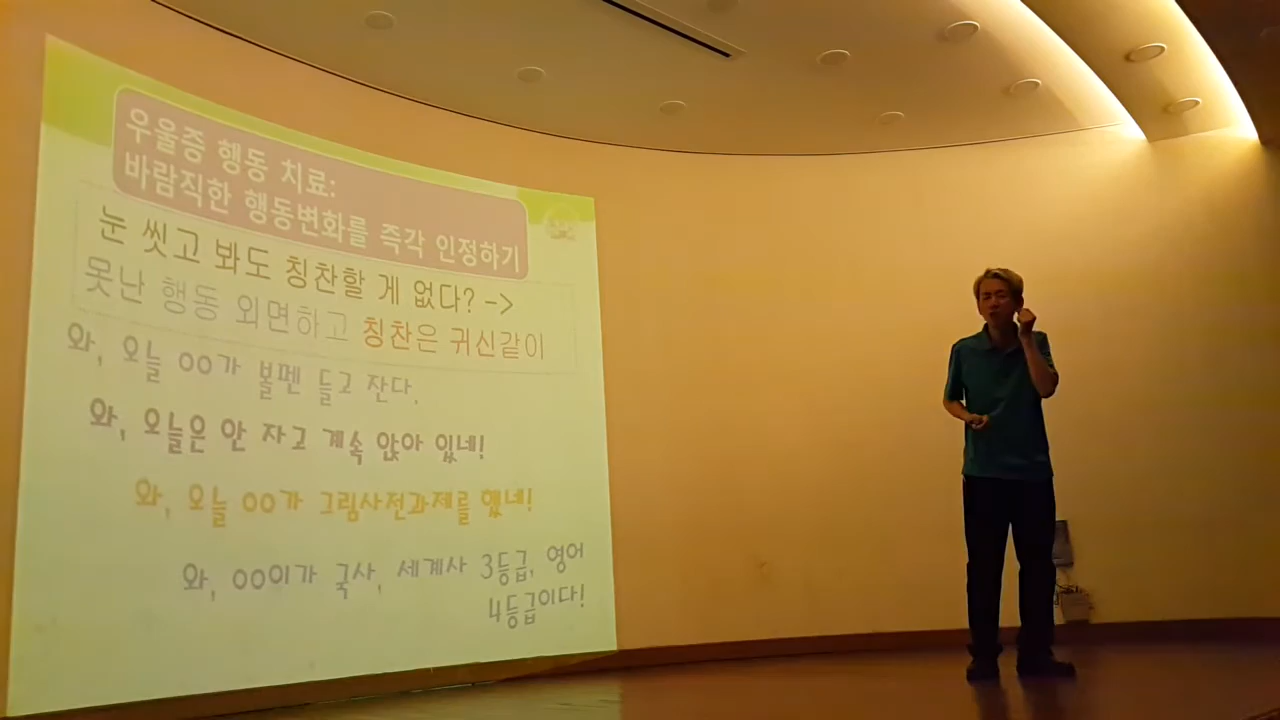 우울증 행동 치료:
바람직한 행동변화를 즉각 인정하기
눈 씻고 봐도 칭찬할 게 없다? ->
못난 행동 외면하고 칭찬은 귀신같이
와, 오늘 OO가 볼펜 들고 잔다.
와, 오늘은 안 자고 계속 앉아 있네!
와, 오늘 OO가 그림사전과제를 했네!
와, OO이가 국사, 세계사 3등급, 영어
4등급이다!